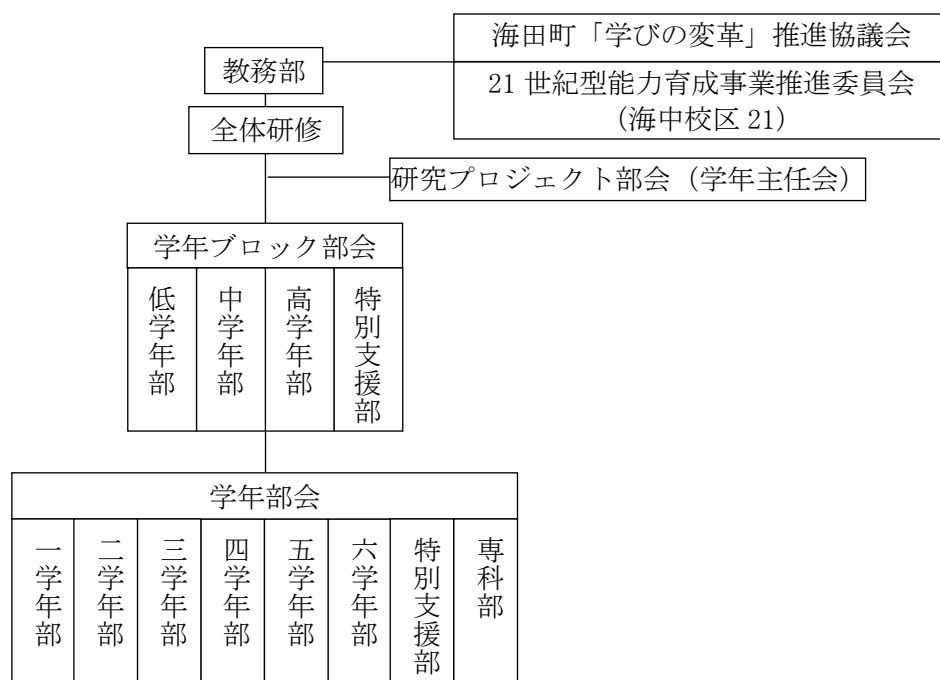 海田町「学びの変革」推進協議会
教務部
21 世紀型能力育成事業推進委員会
（海中校区 21）
全体研修
研究プロジェクト部会（学年主任会）
学年ブロック部会
低学年部
中学年部
高学年部
特別支援部
学年部会
一学年部
二学年部
三学年部
四学年部
五学年部
六学年部
特別支援部
専科部